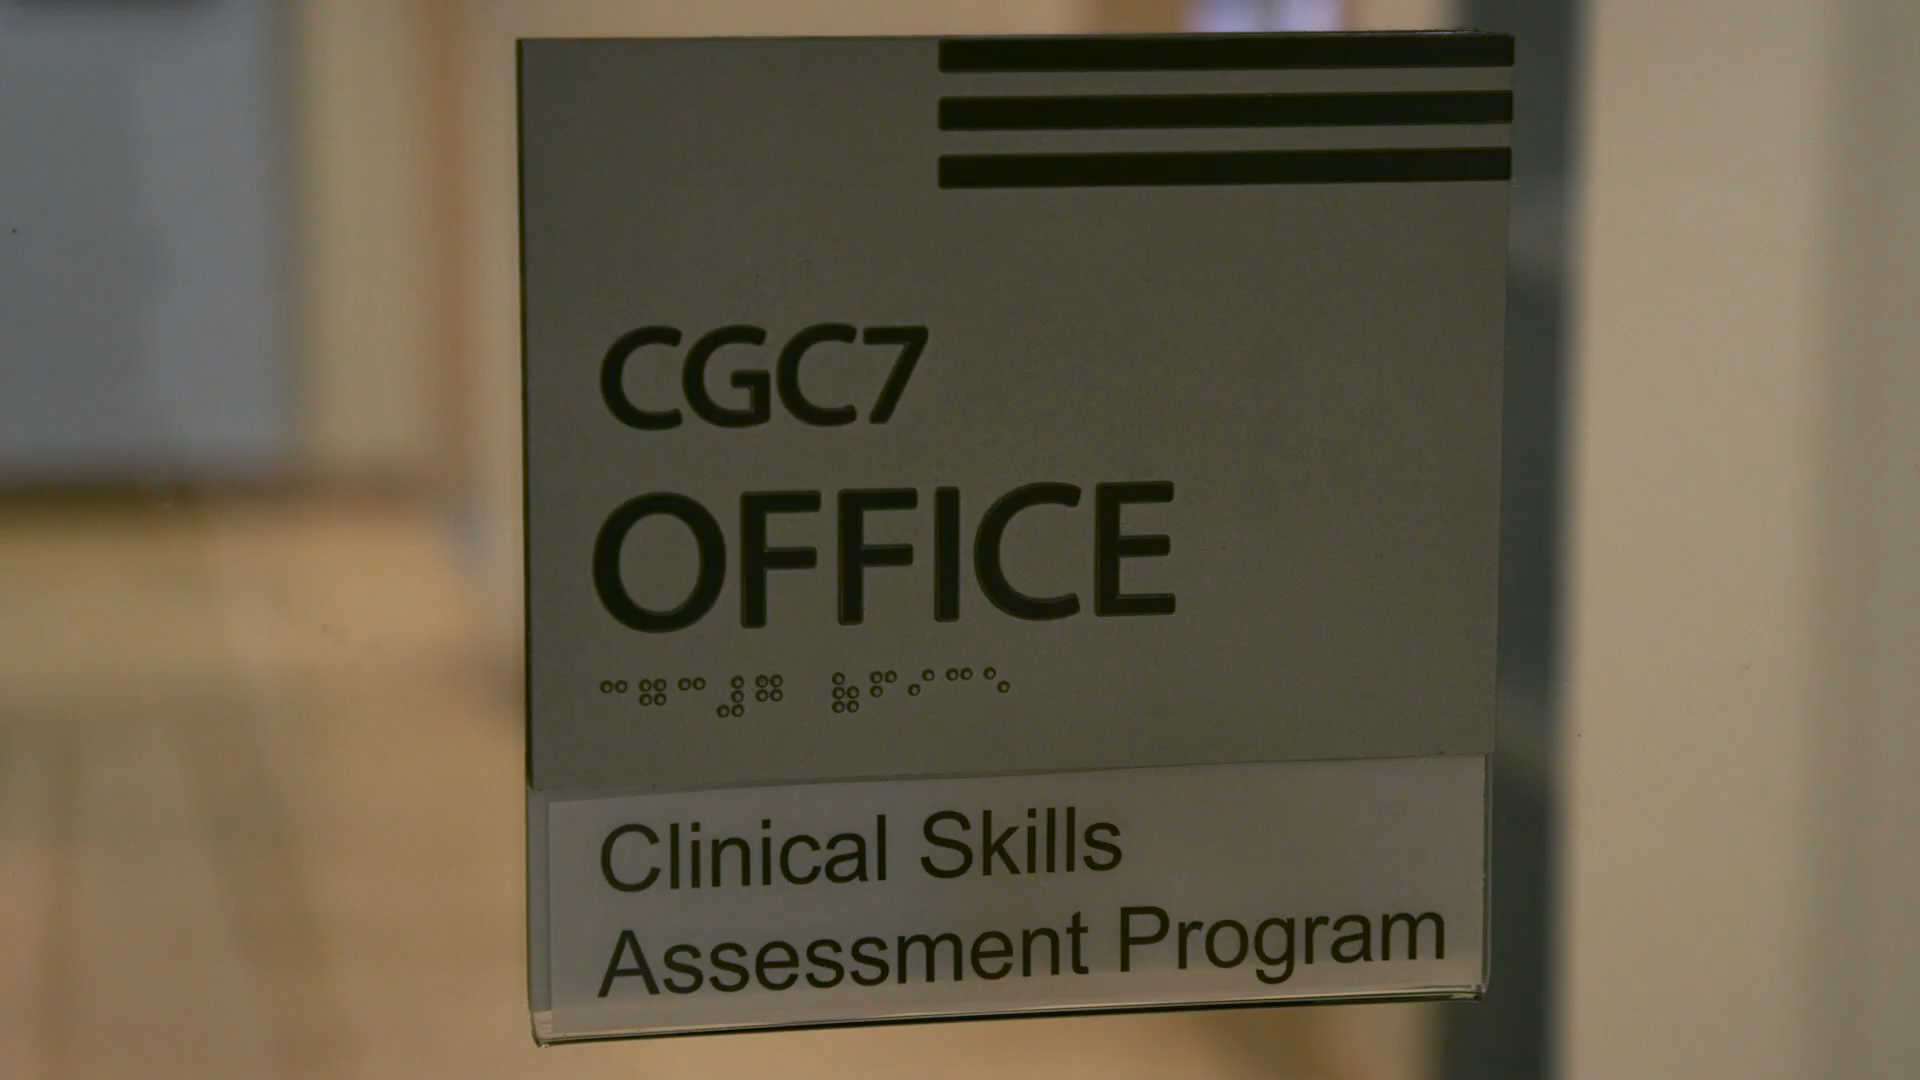 CGC7
OFFICE
⠉⠛⠉⠼⠛ ⠷⠋⠊⠉⠑
Clinical Skills
Assessment Program